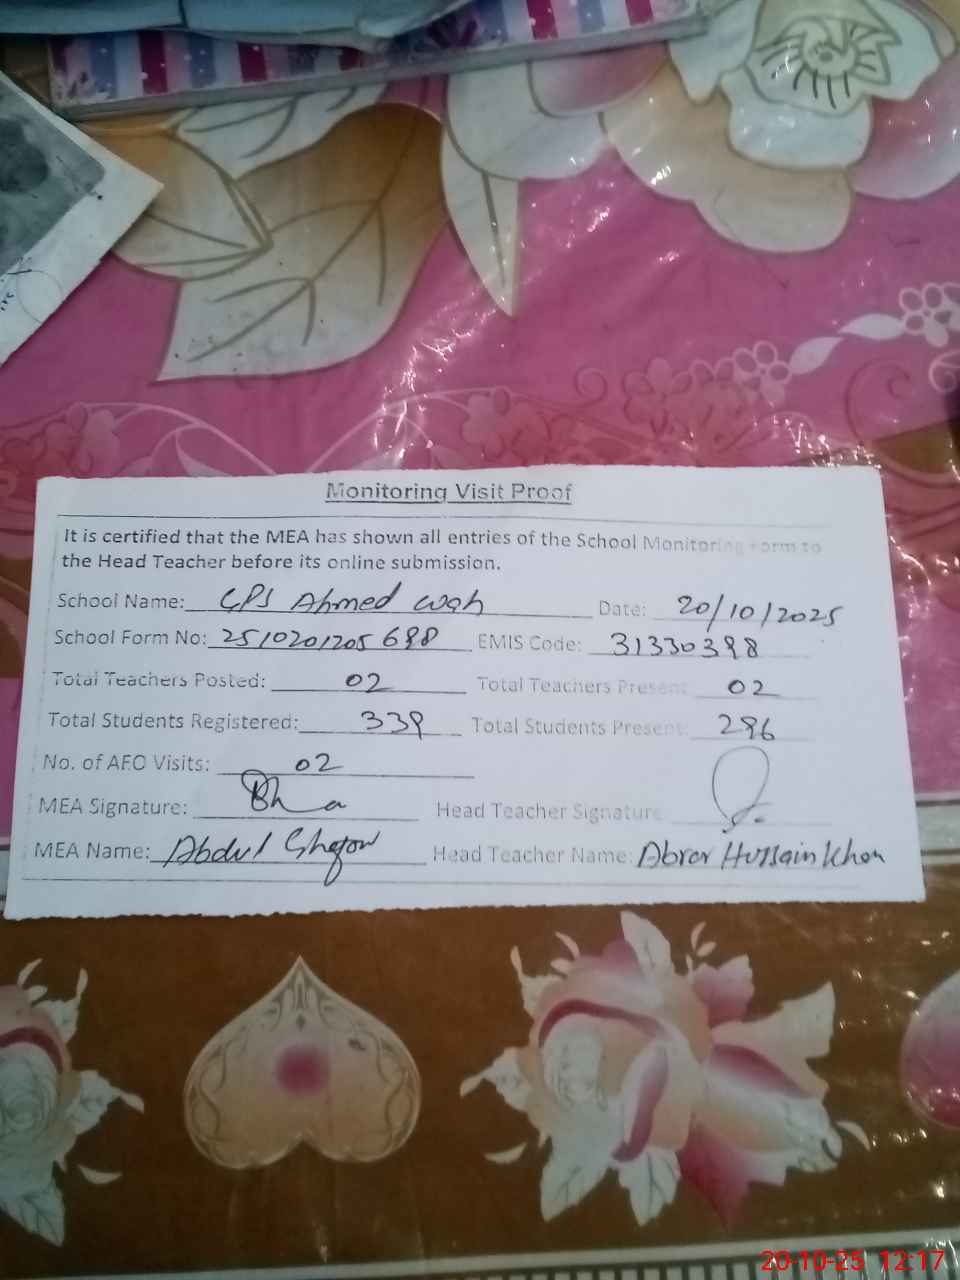 Monitoring Visit Proof
It is certified that the MEA has shown all entries of the School Monitoring Form to
the Head Teacher before its online submission.
School Name: GPS Ahmed Wah Date: 20/10/2025
School Form No: 2510201205698 EMIS Code: 31330398
Total Teachers Posted: 02 Total Teachers Present: 02
Total Students Registered: 339 Total Students Present: 296
No. of AEO Visits: 02
MEA Signature: Head Teacher Signature
MEA Name: Abdul Ghafow Head Teacher Name: Abrar Hussain Khan
20-10-25 12:17